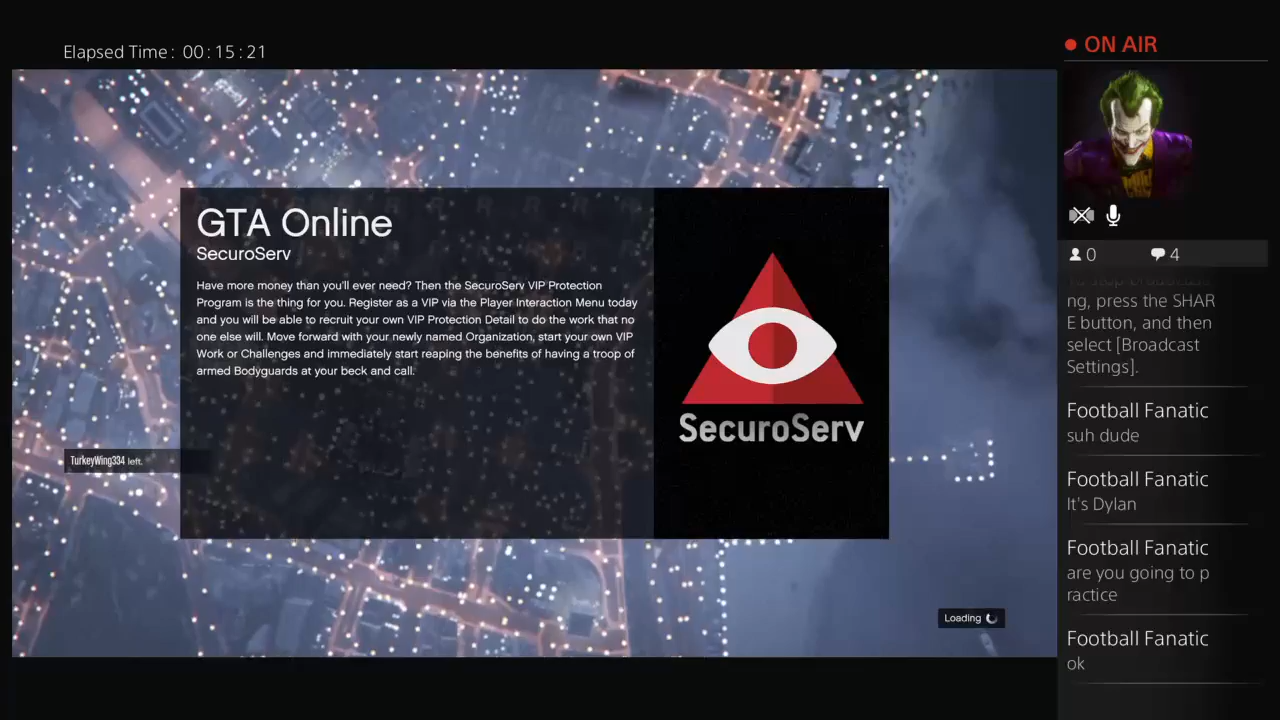 Elapsed Time: 00:15:21
ON AIR
GTA Online
SecuroServ
Have more money than you'll ever need? Then the SecuroServ VIP Protection
Program is the thing for you. Register as a VIP via the Player Interaction Menu today
and you will be able to recruit your own VIP Protection Detail to do the work that no
one else will. Move forward with your newly named Organization, start your own VIP
Work or Challenges and immediately start reaping the benefits of having a troop of
armed Bodyguards at your beck and call.
SecuroServ
TurkeyWing334 left.
Loading
0
4
ng, press the SHAR
E button, and then
select [Broadcast
Settings].
Football Fanatic
suh dude
Football Fanatic
It's Dylan
Football Fanatic
are you going to p
ractice
Football Fanatic
ok